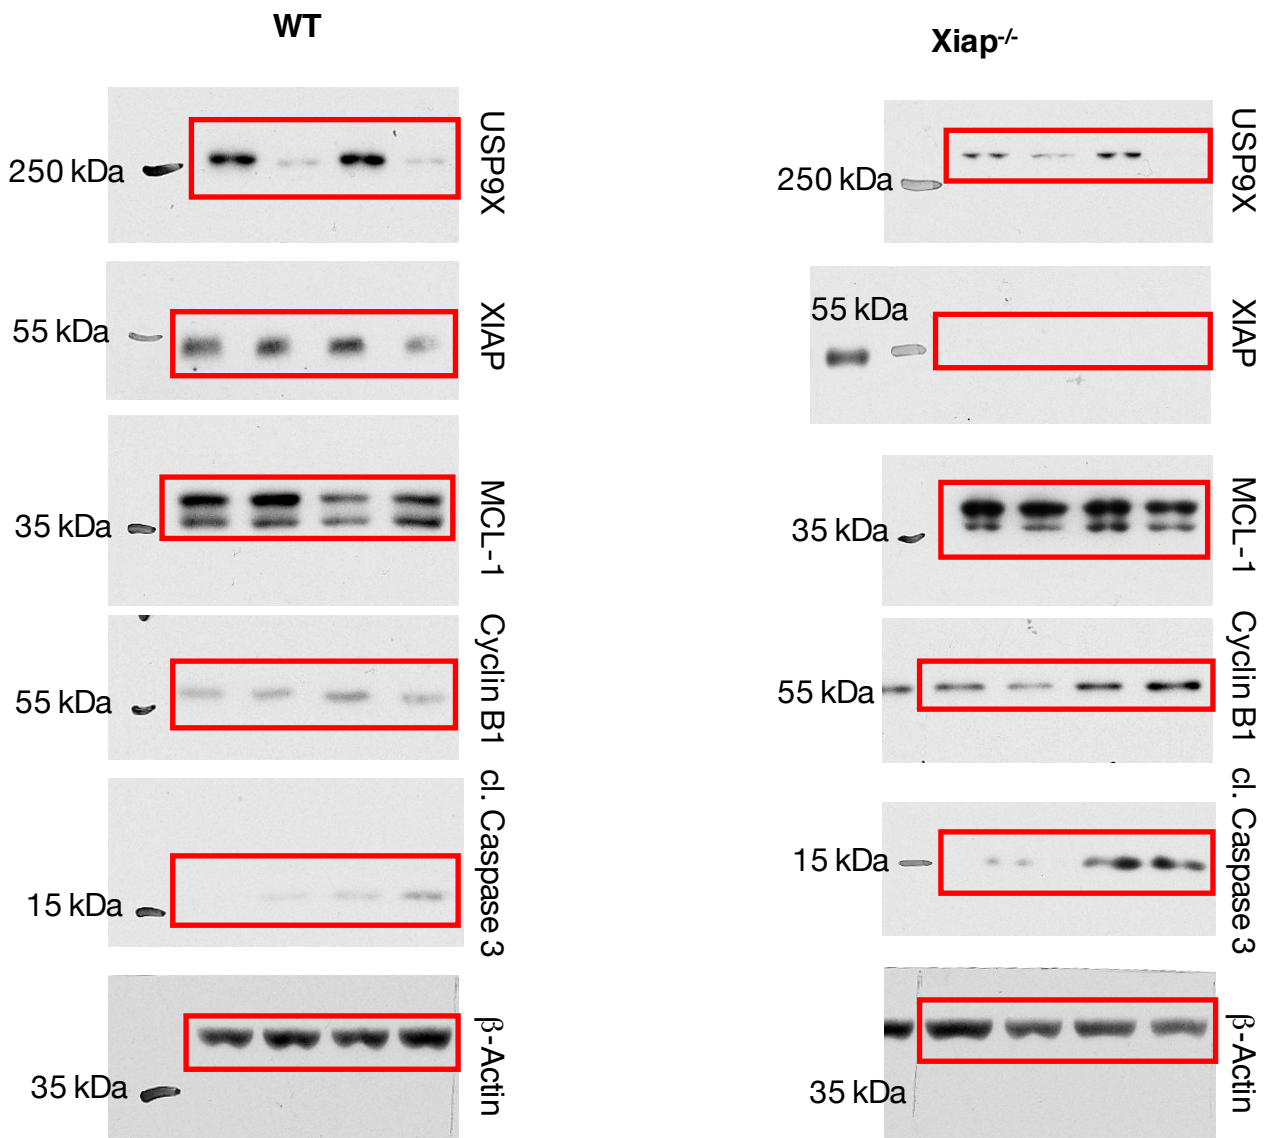 WT
USP9X
250 kDa
XIAP
55 kDa
MCL-1
35 kDa
Cyclin B1
55 kDa
cl. Caspase 3
15 kDa
β-Actin
35 kDa
Xiap-/-
USP9X
250 kDa
XIAP
55 kDa
MCL-1
35 kDa
Cyclin B1
55 kDa
cl. Caspase 3
15 kDa
β-Actin
35 kDa